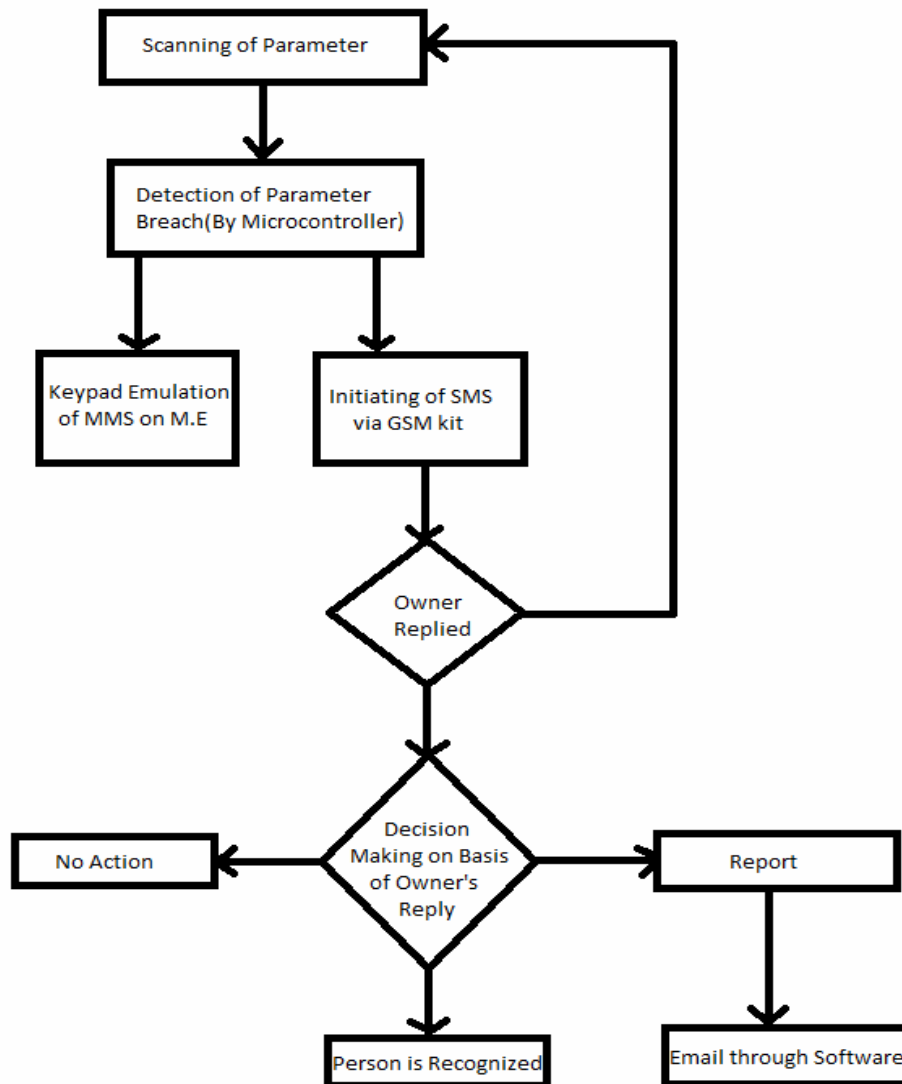 Scanning of Parameter
Detection of Parameter
Breach(By Microcontroller)
Keypad Emulation
of MMS on M.E
Initiating of SMS
via GSM kit
Owner
Replied
Decision
Making on Basis
of Owner's
Reply
No Action
Report
Person is Recognized
Email through Software